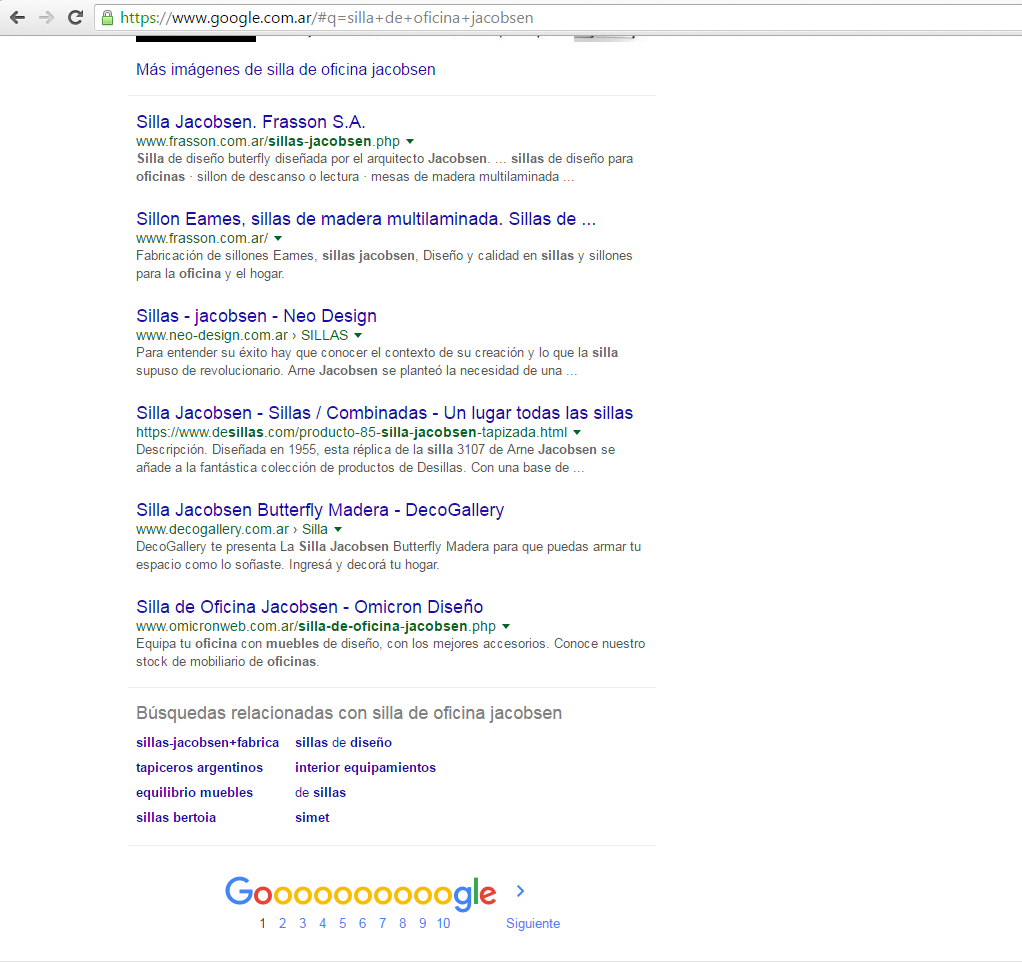 https://www.google.com.ar/#q=silla+de+oficina+jacobsen
Más imágenes de silla de oficina jacobsen
Silla Jacobsen. Frasson S.A.
www.frasson.com.ar/sillas-jacobsen.php
Silla de diseño buterfly diseñada por el arquitecto Jacobsen. ... sillas de diseño para
oficinas · sillon de descanso o lectura · mesas de madera multilaminada ...
Sillon Eames, sillas de madera multilaminada. Sillas de ...
www.frasson.com.ar/
Fabricación de sillones Eames, sillas jacobsen, Diseño y calidad en sillas y sillones
para la oficina y el hogar.
Sillas - jacobsen - Neo Design
www.neo-design.com.ar › SILLAS
Para entender su éxito hay que conocer el contexto de su creación y lo que la silla
supuso de revolucionario. Arne Jacobsen se planteó la necesidad de una ...
Silla Jacobsen - Sillas / Combinadas - Un lugar todas las sillas
https://www.desillas.com/producto-85-silla-jacobsen-tapizada.html
Descripción. Diseñada en 1955, esta réplica de la silla 3107 de Arne Jacobsen se
añade a la fantástica colección de productos de Desillas. Con una base de ...
Silla Jacobsen Butterfly Madera - DecoGallery
www.decogallery.com.ar › Silla
DecoGallery te presenta La Silla Jacobsen Butterfly Madera para que puedas armar tu
espacio como lo soñaste. Ingresá y decorá tu hogar.
Silla de Oficina Jacobsen - Omicron Diseño
www.omicronweb.com.ar/silla-de-oficina-jacobsen.php
Equipa tu oficina con muebles de diseño, con los mejores accesorios. Conoce nuestro
stock de mobiliario de oficinas.
Búsquedas relacionadas con silla de oficina jacobsen
sillas-jacobsen+fabrica sillas de diseño
tapiceros argentinos interior equipamientos
equilibrio muebles de sillas
sillas bertoia simet
Goooooooooogle >
1 2 3 4 5 6 7 8 9 10 Siguiente